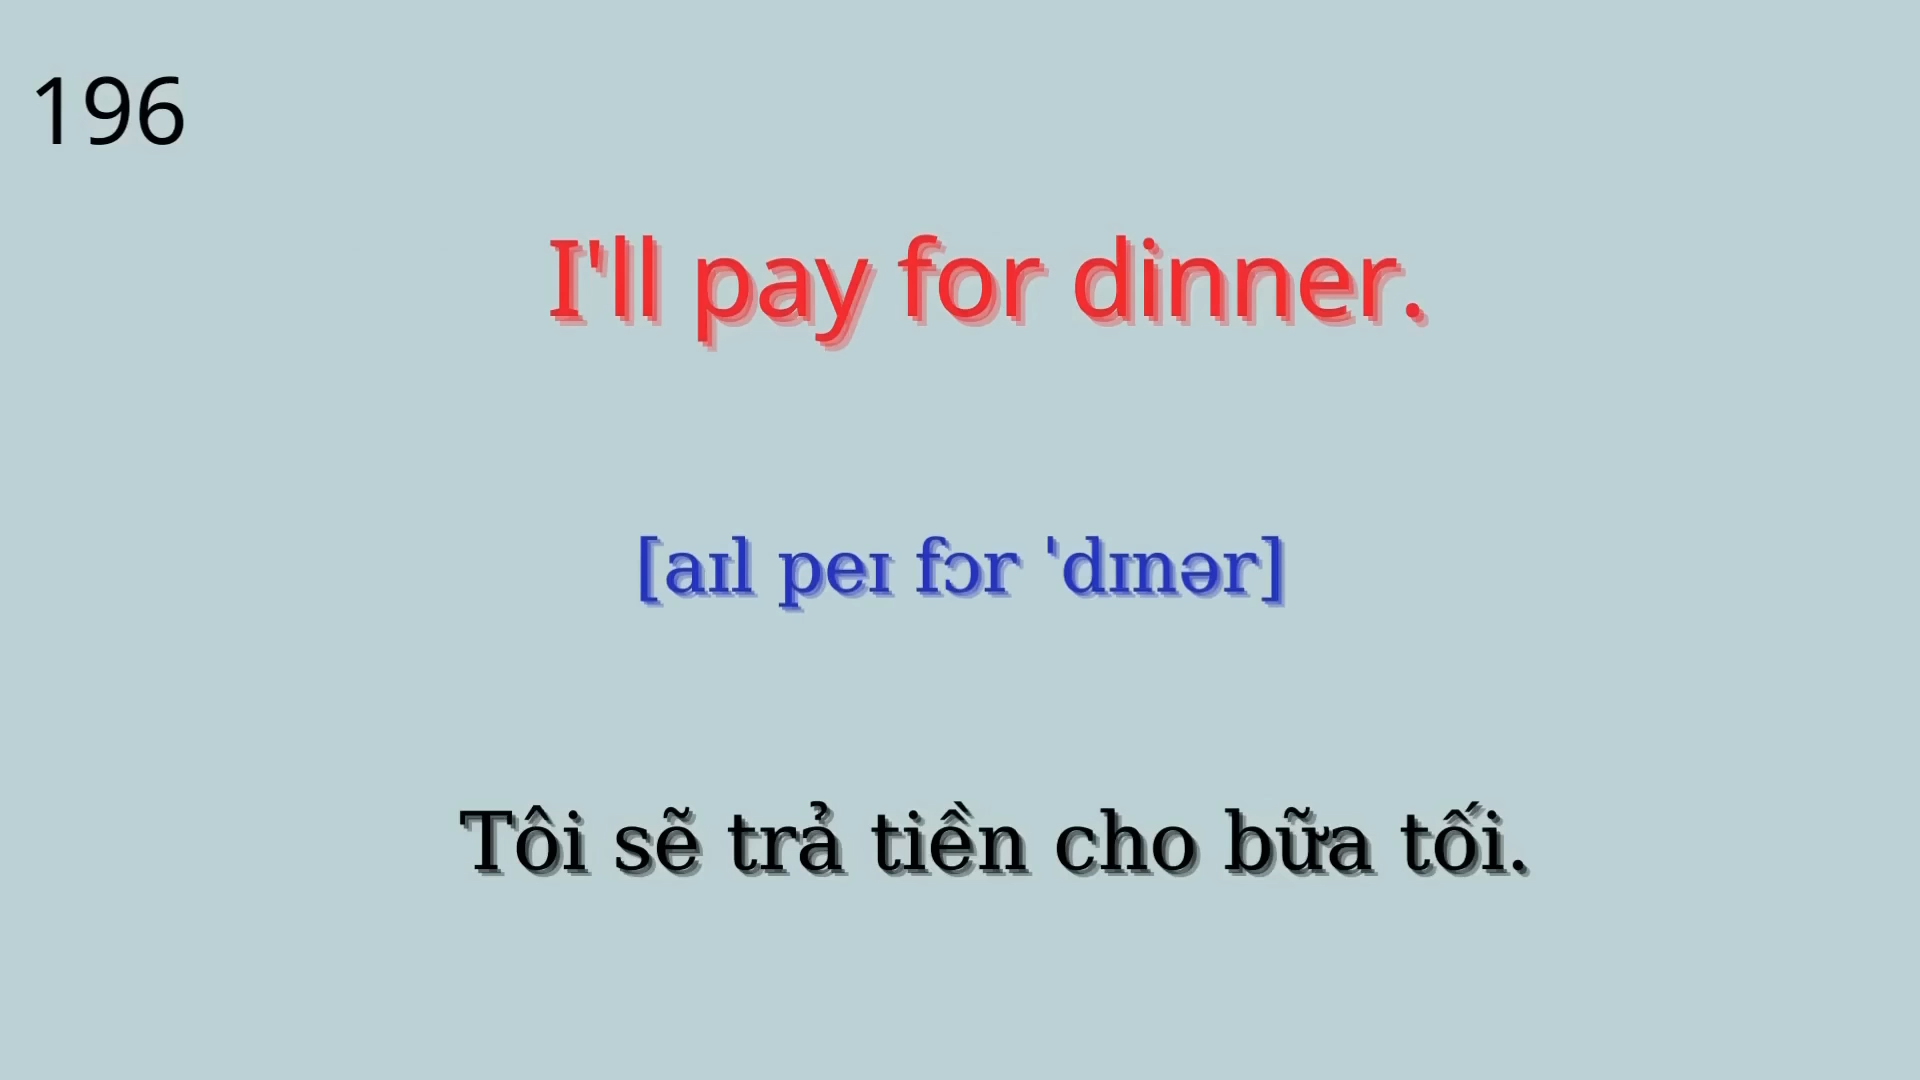 196
I'll pay for dinner.
[aɪl peɪ fɔr ˈdɪnər]
Tôi sẽ trả tiền cho bữa tối.